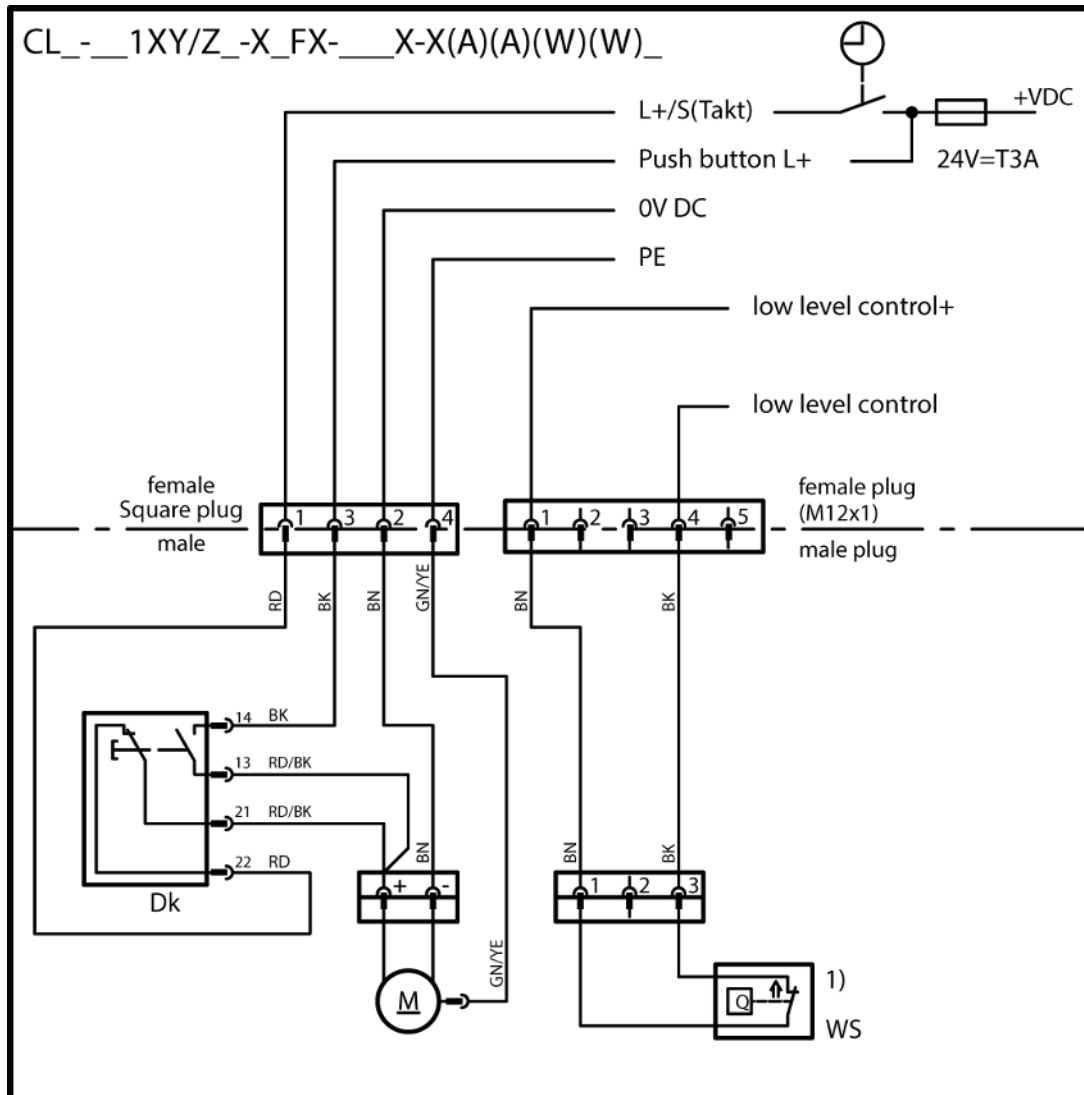 CL_-__1XY/Z_-X_FX-___X-X(A)(A)(W)(W)_
L+/S(Takt)
+VDC
Push button L+
24V=T3A
0V DC
PE
low level control+
low level control
female
Square plug
male
1 3 2 4
1 2 3 4 5
female plug
(M12x1)
male plug
RD
BK
BN
GN/YE
BN
BK
14 BK
13 RD/BK
21 RD/BK
22 RD
Dk
BN
+ -
GN/YE
M
BN
BK
1 2 3
Q
1)
WS